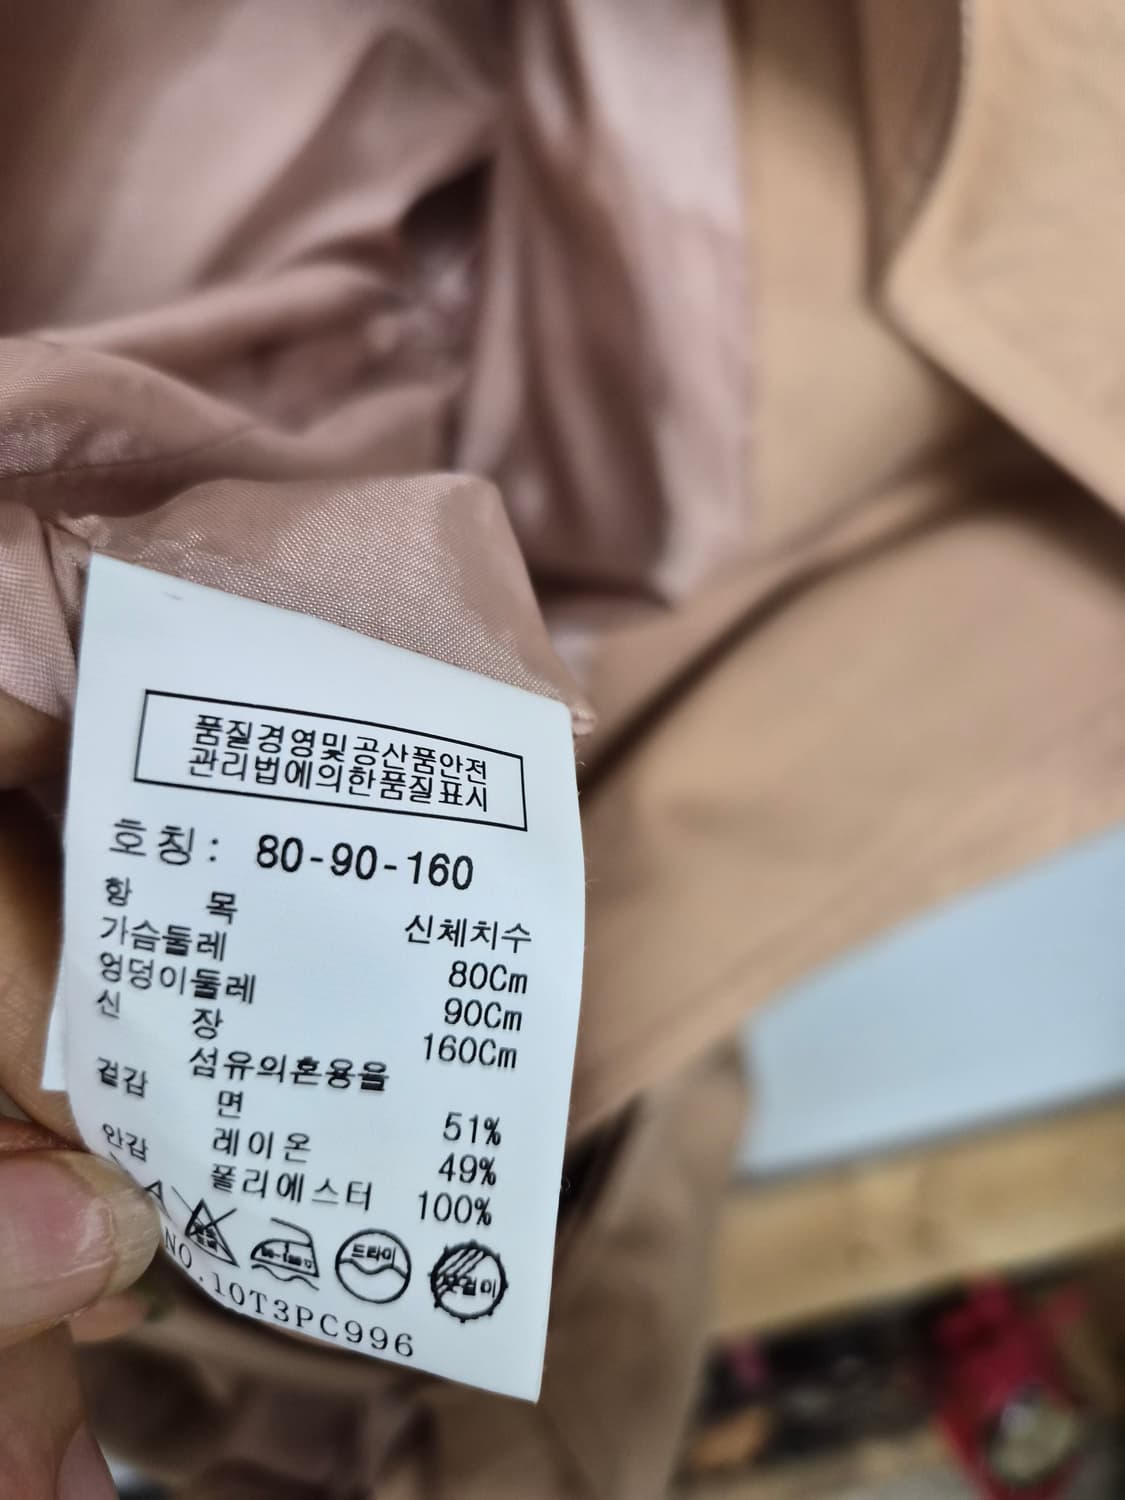 품질경영및공산품안전
관리법에의한품질표시
호칭: 80-90-160
항 목 신체치수
가슴둘레 80Cm
엉덩이둘레 90Cm
신 장 160Cm
섬유의혼용율
겉감 면 51%
레이온 49%
안감 폴리에스터 100%
드라이
NO.10T3PC996